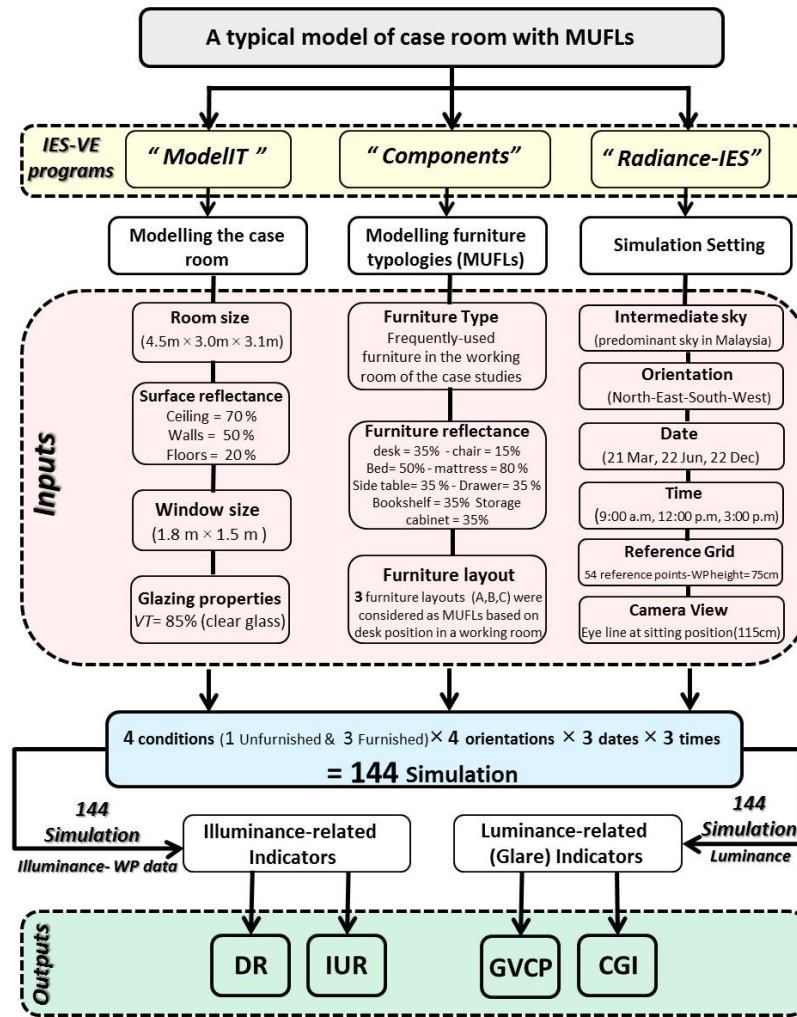 A typical model of case room with MUFLs
IES-VE
programs
“ ModelIT ”
“ Components”
“ Radiance-IES”
Modelling the case
room
Modelling furniture
typologies (MUFLs)
Simulation Setting
Inputs
Room size
(4.5m × 3.0m × 3.1m)
Surface reflectance
Ceiling = 70 %
Walls = 50 %
Floors = 20 %
Window size
(1.8 m × 1.5 m )
Glazing properties
VT= 85% (clear glass)
Furniture Type
Frequently-used
furniture in the working
room of the case studies
Furniture reflectance
desk = 35% - chair = 15%
Bed= 50% - mattress = 80 %
Side table= 35 % - Drawer= 35 %
Bookshelf = 35% Storage
cabinet = 35%
Furniture layout
3 furniture layouts (A,B,C) were
considered as MUFLs based on
desk position in a working room
Intermediate sky
(predominant sky in Malaysia)
Orientation
(North-East-South-West)
Date
(21 Mar, 22 Jun, 22 Dec)
Time
(9:00 a.m, 12:00 p.m, 3:00 p.m)
Reference Grid
54 reference points-WP height= 75cm
Camera View
Eye line at sitting position(115cm)
4 conditions (1 Unfurnished & 3 Furnished) × 4 orientations × 3 dates × 3 times
= 144 Simulation
144
Simulation
Illuminance- WP data
Illuminance-related
Indicators
Luminance-related
(Glare) Indicators
144
Simulation
Luminance
Outputs
DR
IUR
GVCP
CGI